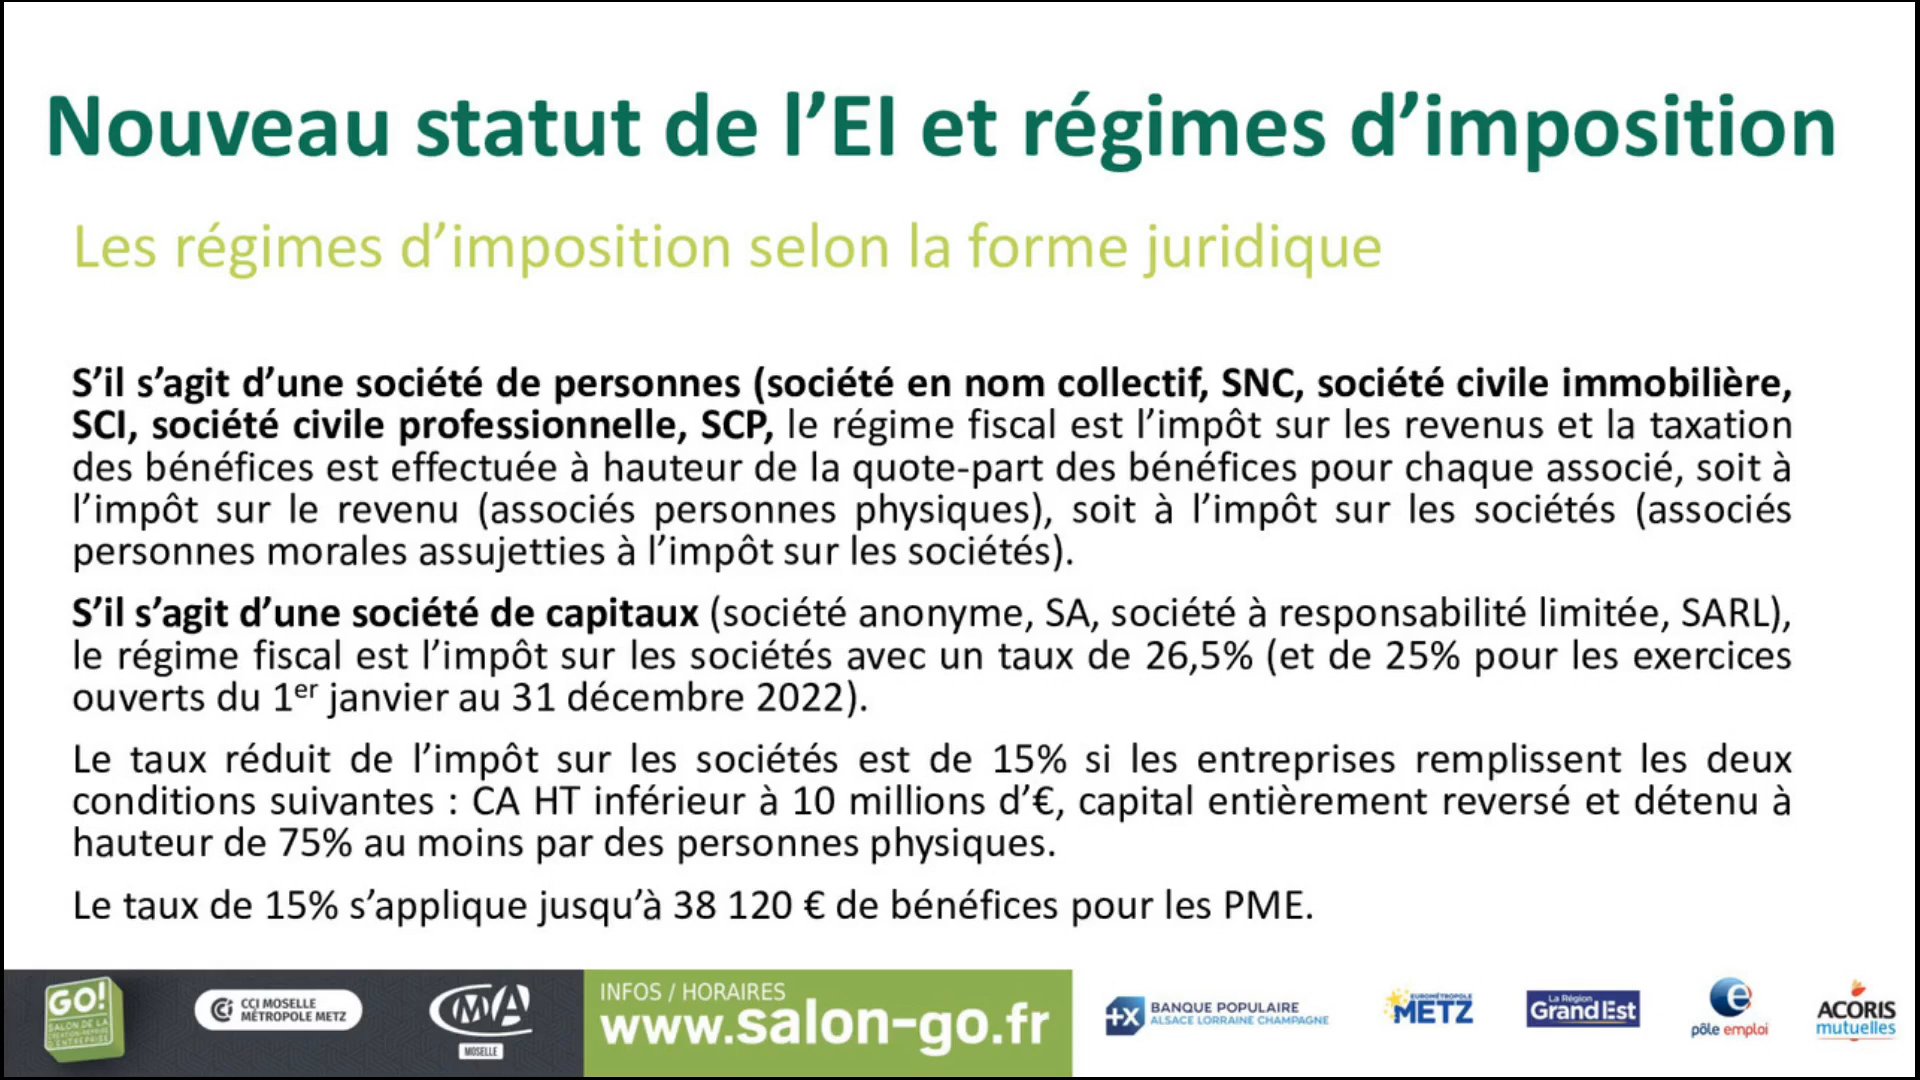 Nouveau statut de l’EI et régimes d’imposition
Les régimes d’imposition selon la forme juridique
S’il s’agit d’une société de personnes (société en nom collectif, SNC, société civile immobilière,
SCI, société civile professionnelle, SCP, le régime fiscal est l’impôt sur les revenus et la taxation
des bénéfices est effectuée à hauteur de la quote-part des bénéfices pour chaque associé, soit à
l’impôt sur le revenu (associés personnes physiques), soit à l’impôt sur les sociétés (associés
personnes morales assujetties à l’impôt sur les sociétés).
S’il s’agit d’une société de capitaux (société anonyme, SA, société à responsabilité limitée, SARL),
le régime fiscal est l’impôt sur les sociétés avec un taux de 26,5% (et de 25% pour les exercices
ouverts du 1er janvier au 31 décembre 2022).
Le taux réduit de l’impôt sur les sociétés est de 15% si les entreprises remplissent les deux
conditions suivantes : CA HT inférieur à 10 millions d’€, capital entièrement reversé et détenu à
hauteur de 75% au moins par des personnes physiques.
Le taux de 15% s’applique jusqu’à 38 120 € de bénéfices pour les PME.
GO!
SALON DE LA
CRÉATION-REPRISE
D'ENTREPRISE
CCI MOSELLE
MÉTROPOLE METZ
CMA
MOSELLE
INFOS / HORAIRES
www.salon-go.fr
BANQUE POPULAIRE
ALSACE LORRAINE CHAMPAGNE
EUROMÉTROPOLE
METZ
La Région
Grand Est
pôle emploi
ACORIS
mutuelles